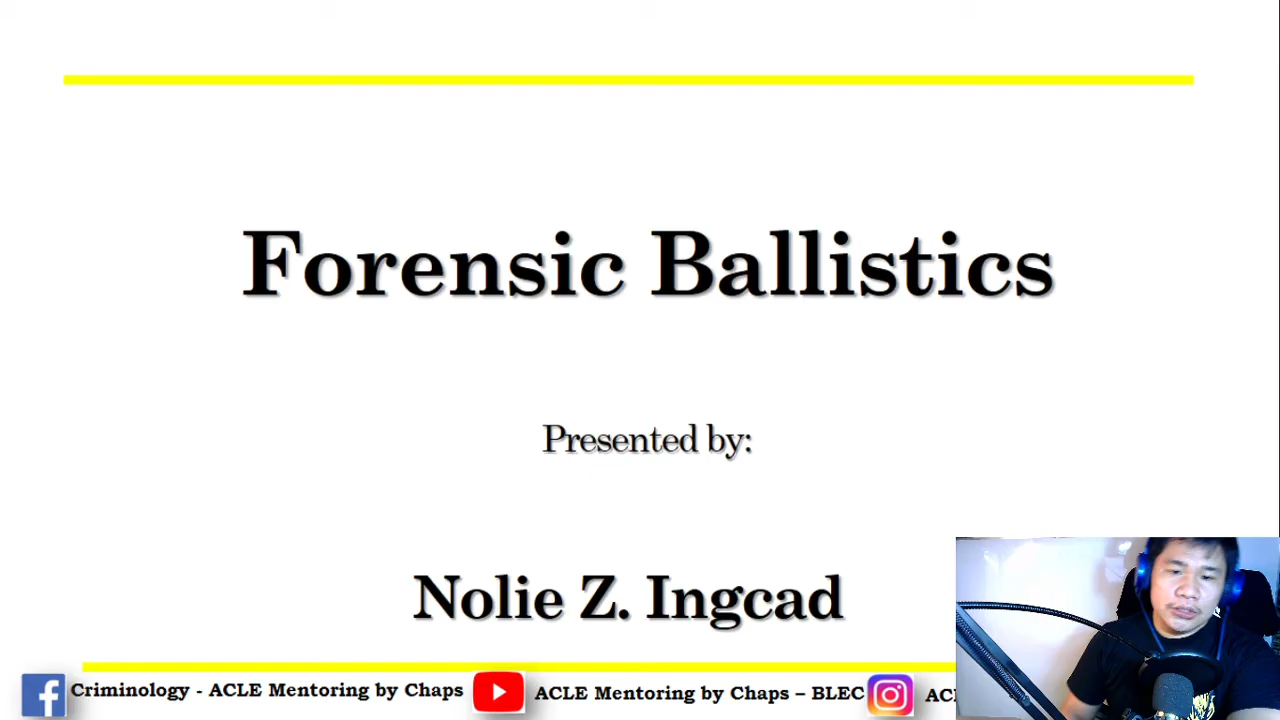 Forensic Ballistics
Presented by:
Nolie Z. Ingcad
Criminology - ACLE Mentoring by Chaps
ACLE Mentoring by Chaps – BLEC